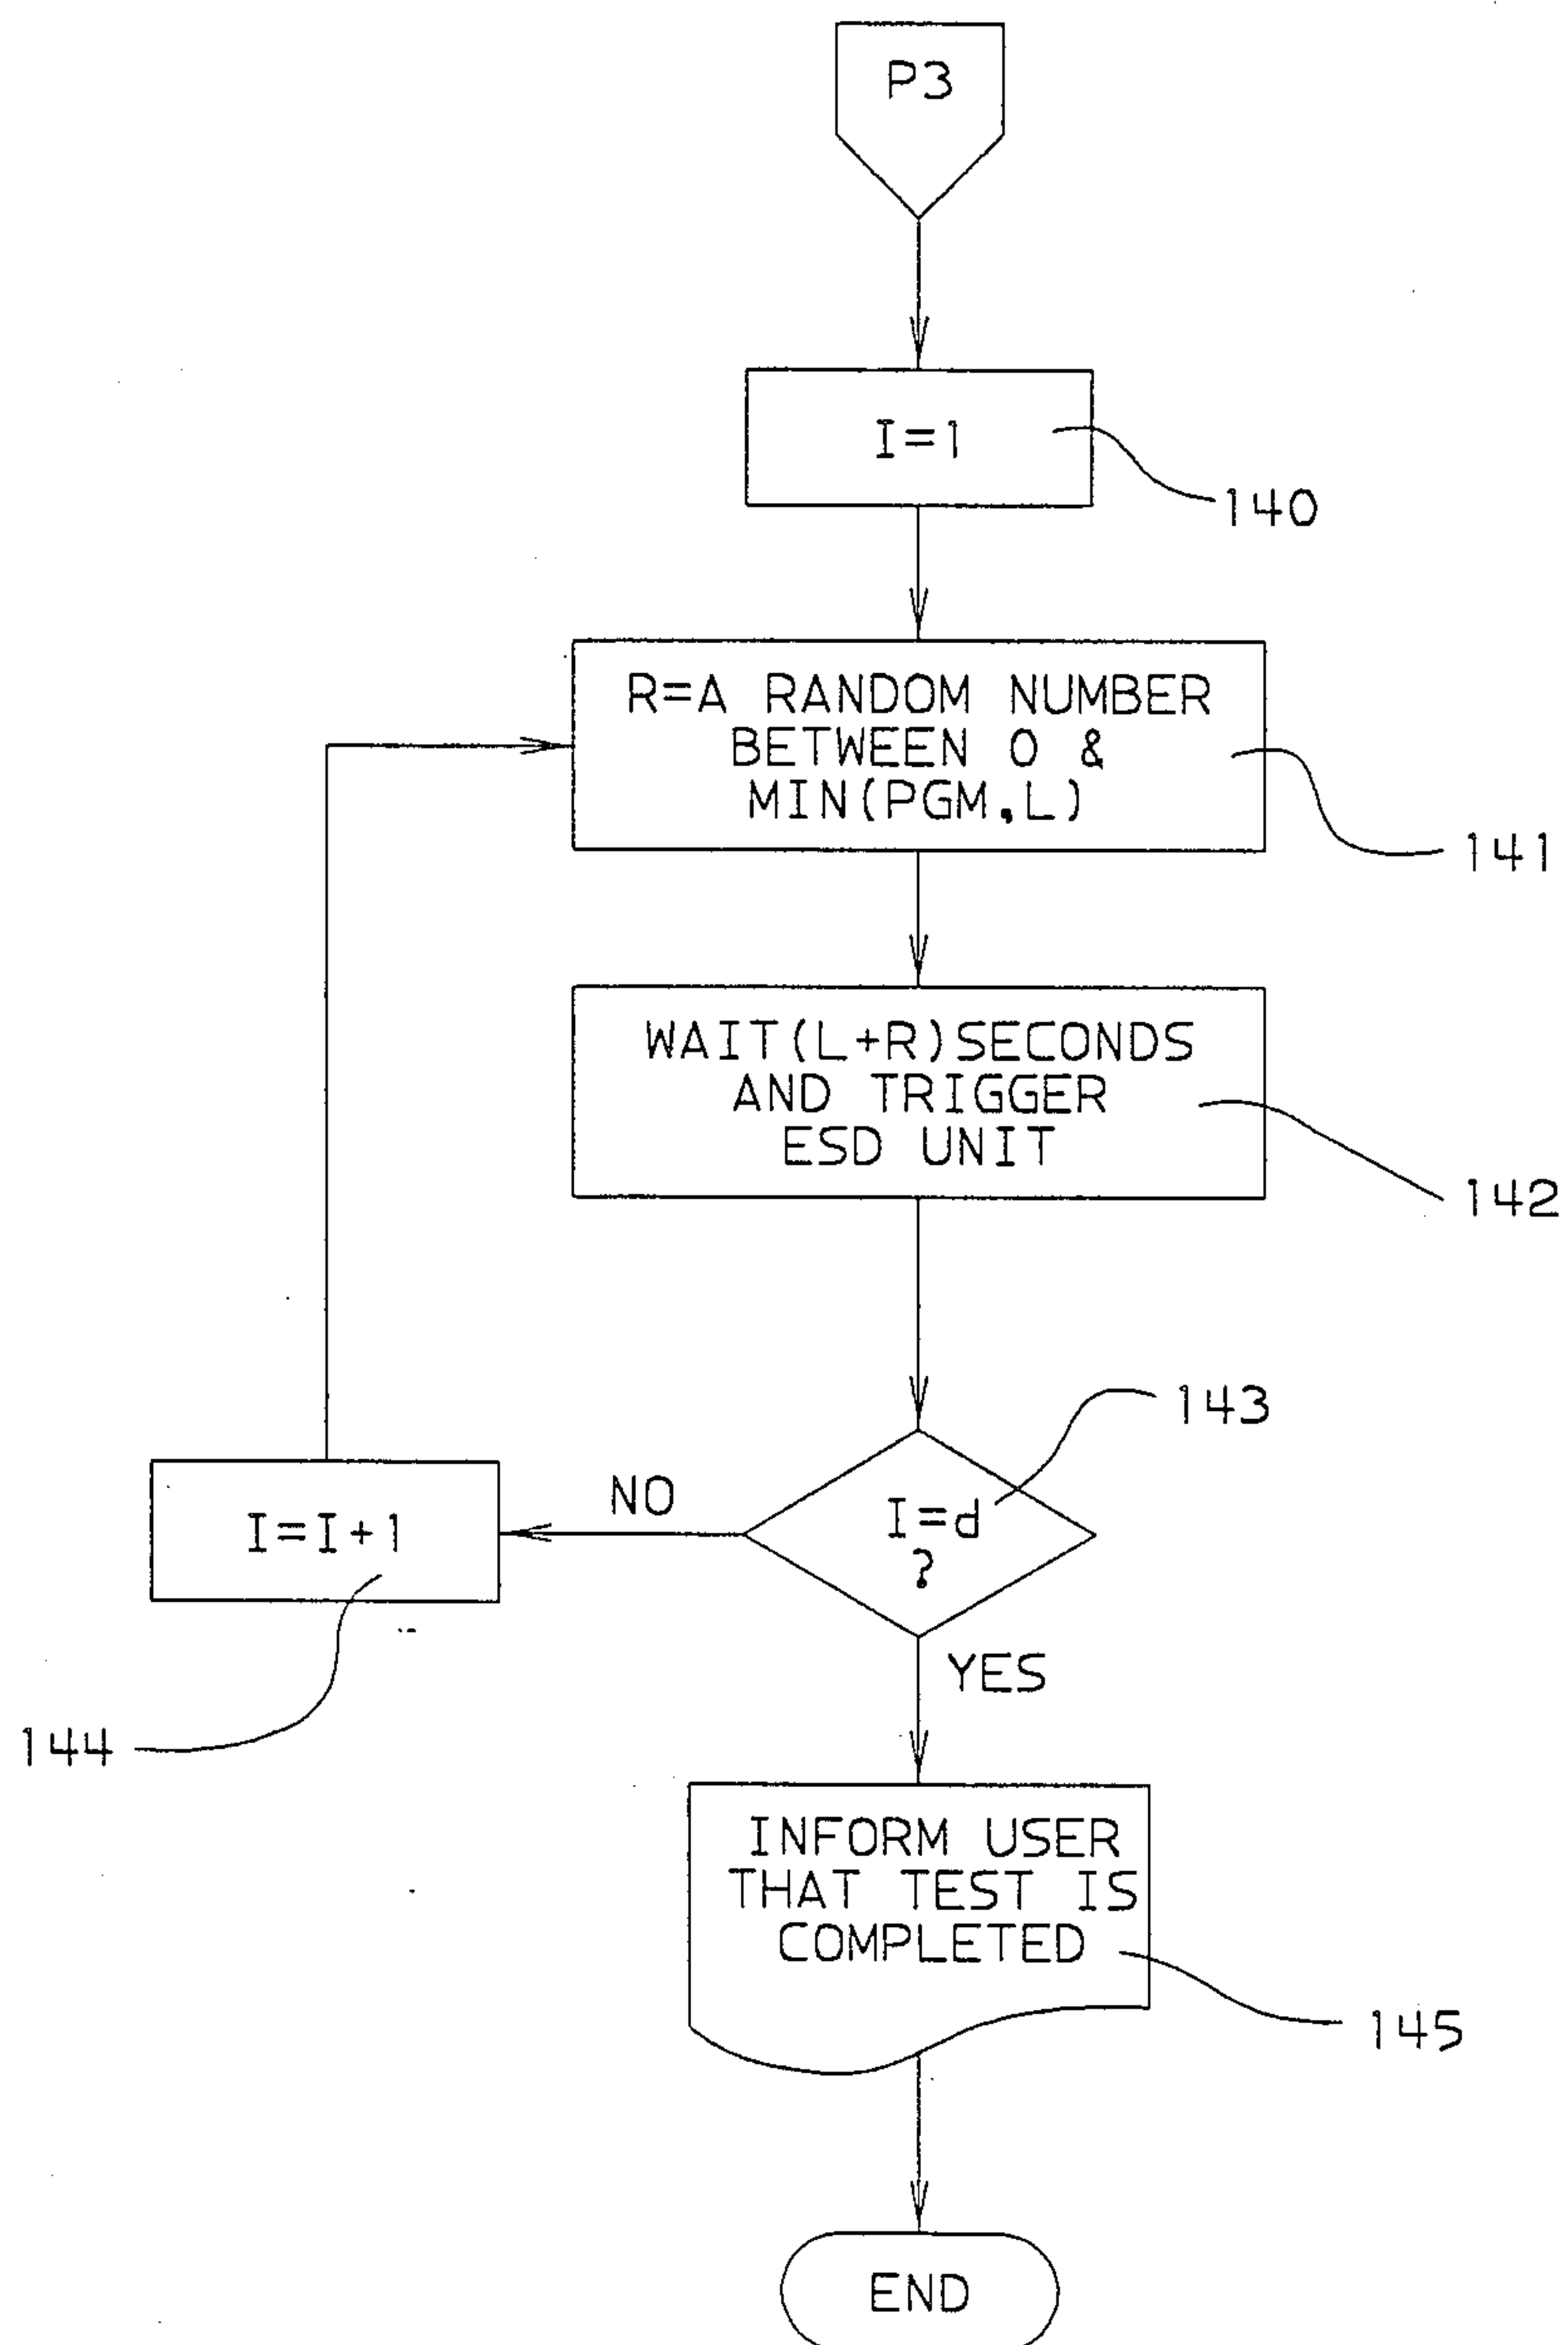 P3
I=1
140
R=A RANDOM NUMBER
BETWEEN 0 &
MIN(PGM,L)
141
WAIT(L+R)SECONDS
AND TRIGGER
ESD UNIT
142
143
I=d
?
NO
I=I+1
YES
144
INFORM USER
THAT TEST IS
COMPLETED
145
END